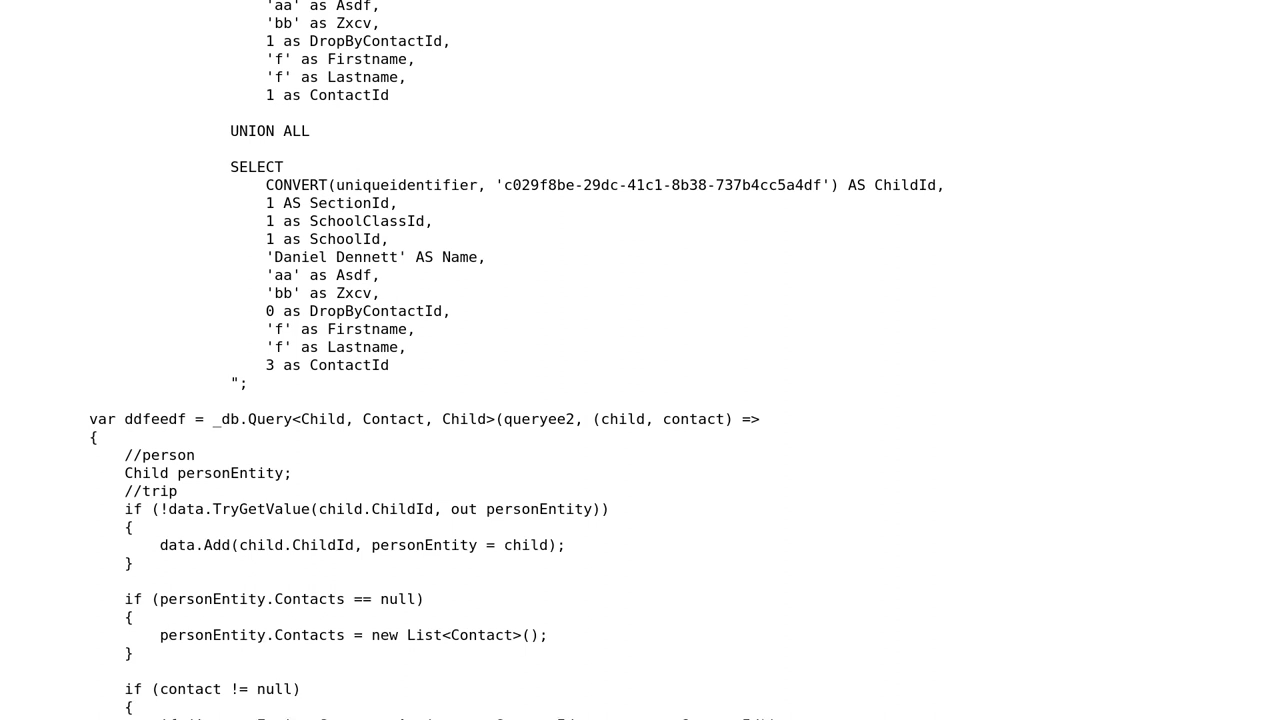 'aa' as Asdf,
'bb' as Zxcv,
1 as DropByContactId,
'f' as Firstname,
'f' as Lastname,
1 as ContactId
UNION ALL
SELECT
CONVERT(uniqueidentifier, 'c029f8be-29dc-41c1-8b38-737b4cc5a4df') AS ChildId,
1 AS SectionId,
1 as SchoolClassId,
1 as SchoolId,
'Daniel Dennett' AS Name,
'aa' as Asdf,
'bb' as Zxcv,
0 as DropByContactId,
'f' as Firstname,
'f' as Lastname,
3 as ContactId
";
var ddfeedf = _db.Query<Child, Contact, Child>(queryee2, (child, contact) =>
{
//person
Child personEntity;
//trip
if (!data.TryGetValue(child.ChildId, out personEntity))
{
data.Add(child.ChildId, personEntity = child);
}
if (personEntity.Contacts == null)
{
personEntity.Contacts = new List<Contact>();
}
if (contact != null)
{